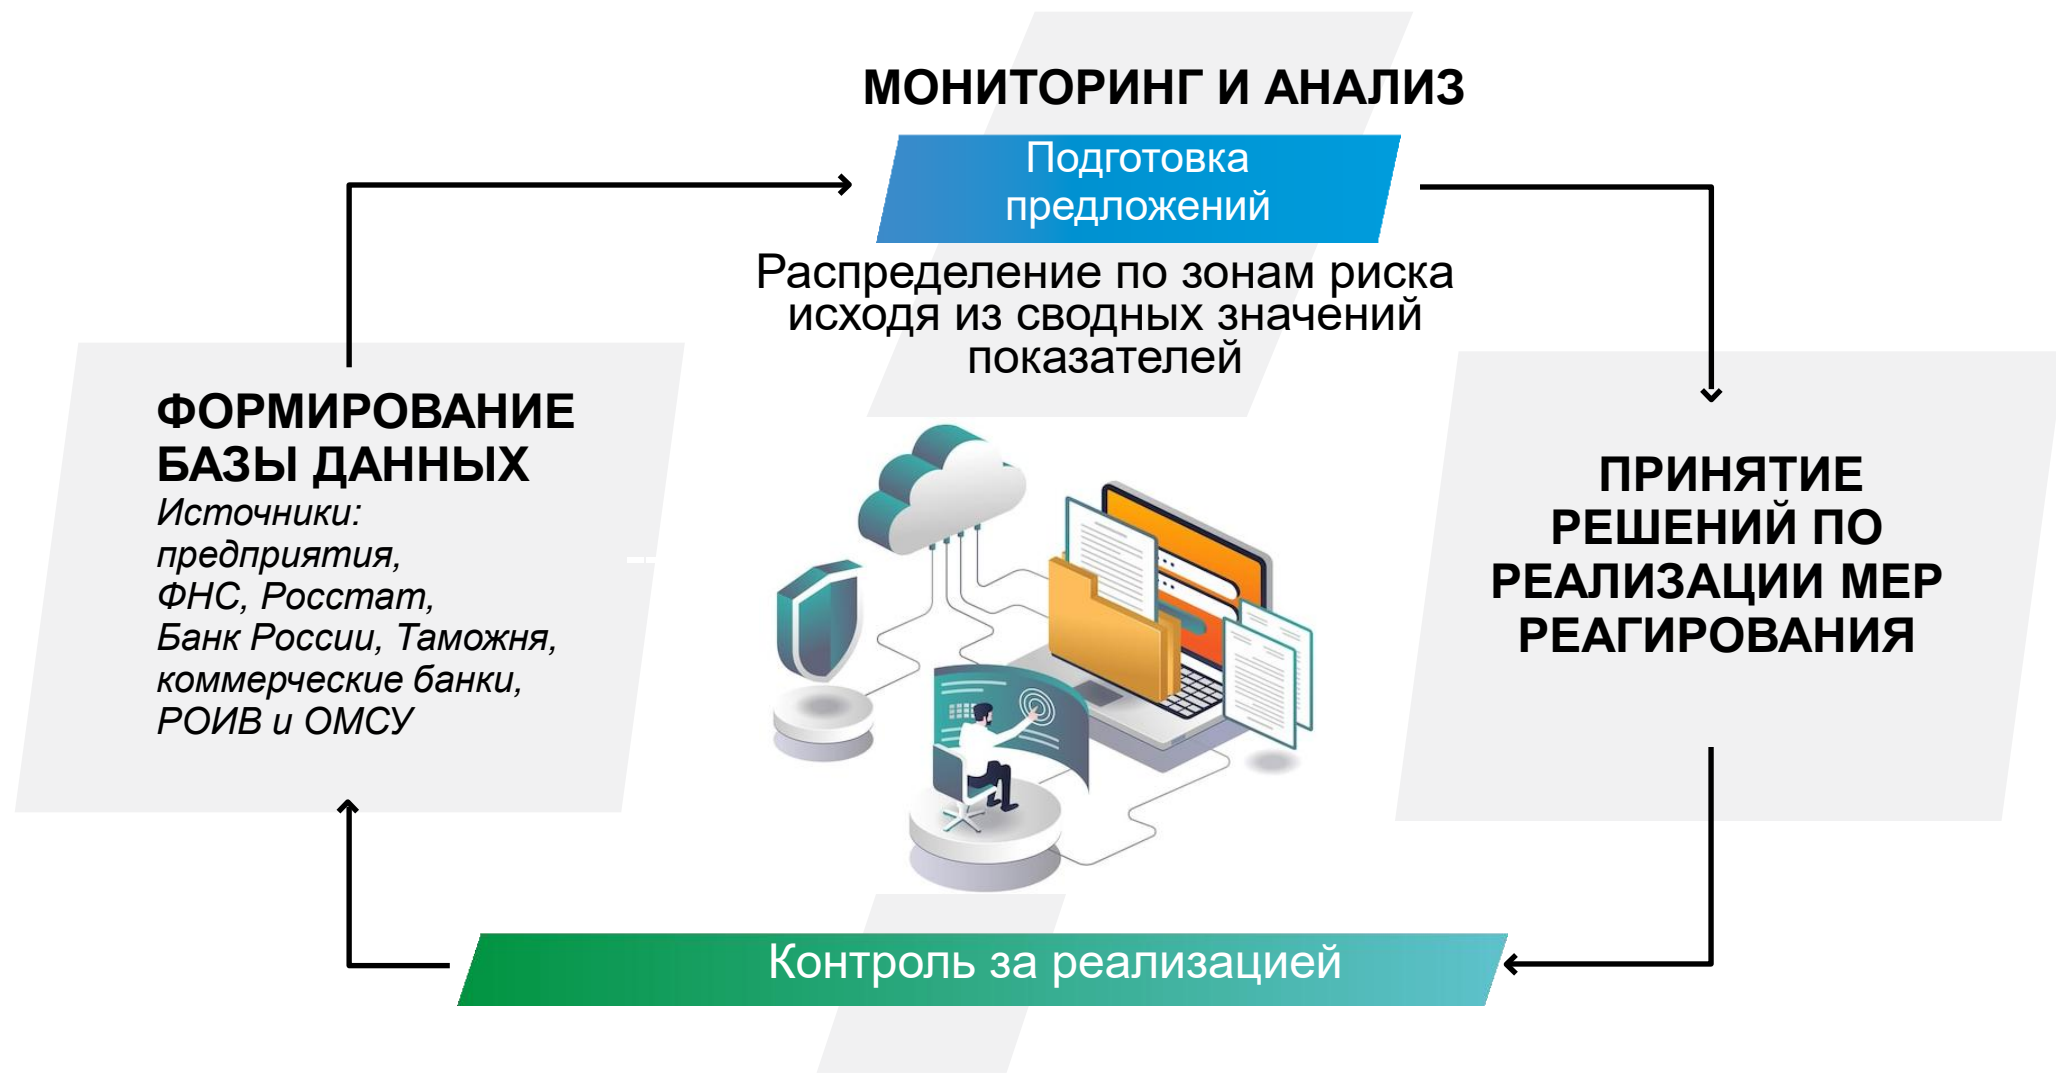 МОНИТОРИНГ И АНАЛИЗ
Подготовка
предложений
Распределение по зонам риска
исходя из сводных значений
показателей
ФОРМИРОВАНИЕ
БАЗЫ ДАННЫХ
Источники:
предприятия,
ФНС, Росстат,
Банк России, Таможня,
коммерческие банки,
РОИВ и ОМСУ
ПРИНЯТИЕ
РЕШЕНИЙ ПО
РЕАЛИЗАЦИИ МЕР
РЕАГИРОВАНИЯ
Контроль за реализацией